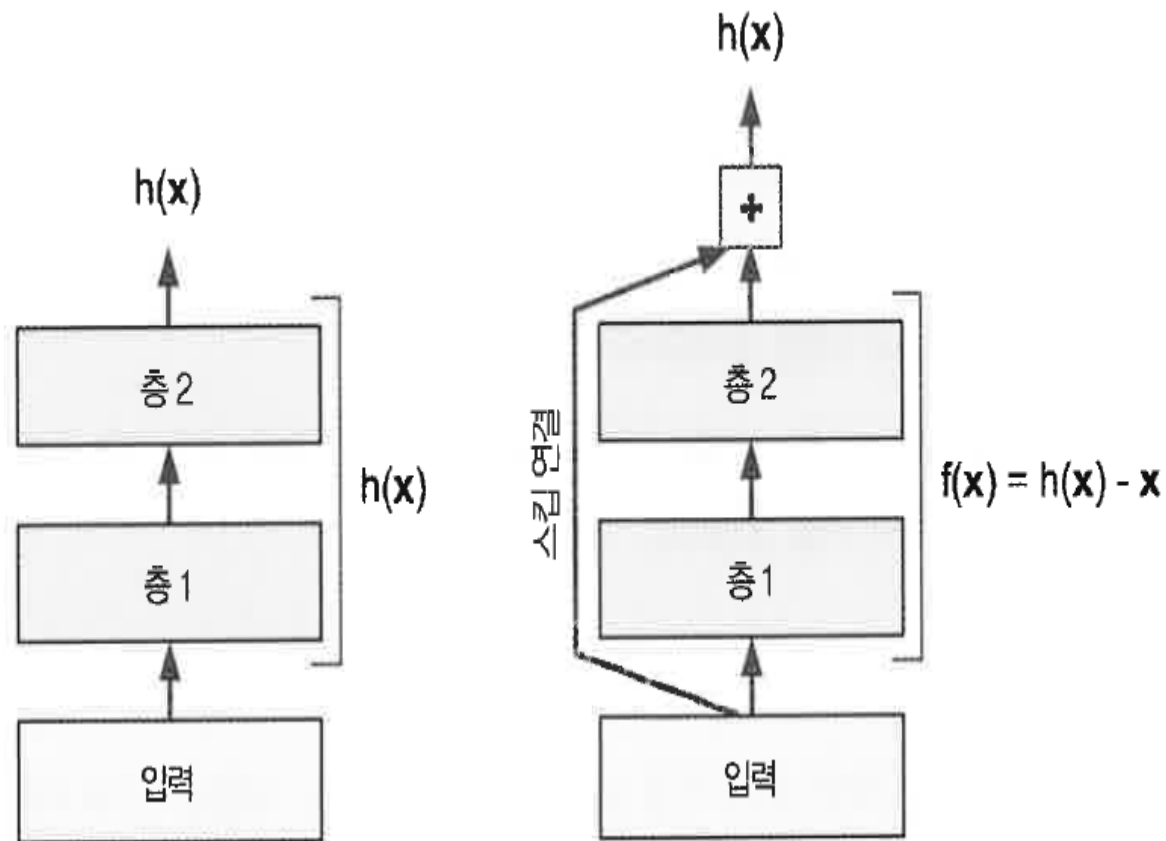 h(x)
층 2
층 1
입력
h(x)
h(x)
+
층 2
층 1
입력
스킵 연결
f(x) = h(x) - x